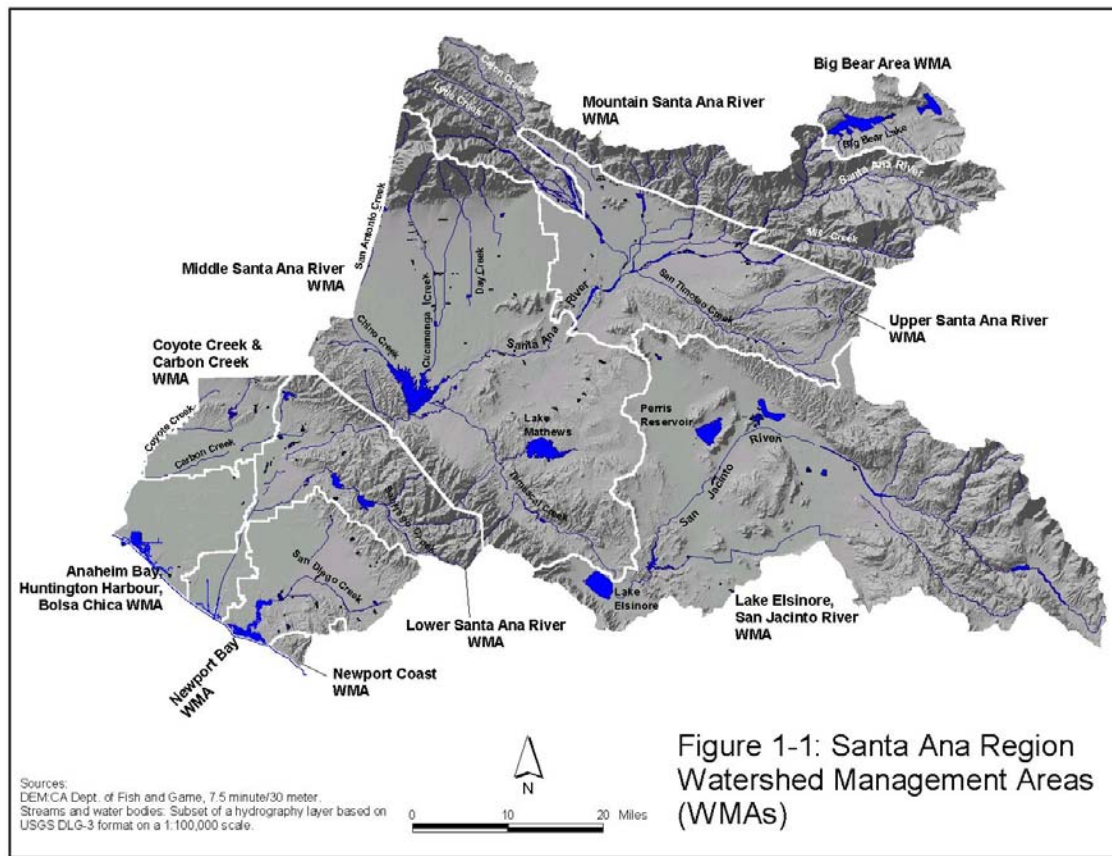 Big Bear Area WMA
Mountain Santa Ana River
WMA
Cajon Creek
Lytle Creek
Big Bear Lake
Santa Ana River
Mill Creek
San Antonio Creek
Middle Santa Ana River
WMA
Cucamonga Creek
Day Creek
Chino Creek
Santa Ana
River
San Timoteo Creek
Upper Santa Ana River
WMA
Coyote Creek &
Carbon Creek
WMA
Coyote Creek
Carbon Creek
Lake
Mathews
Perris
Reservoir
San Jacinto
River
Temescal Creek
Santiago Creek
San Diego Creek
Lake
Elsinore
Anaheim Bay,
Huntington Harbour,
Bolsa Chica WMA
Lower Santa Ana River
WMA
Lake Elsinore,
San Jacinto River
WMA
Newport Bay
WMA
Newport Coast
WMA
Figure 1-1: Santa Ana Region
Watershed Management Areas
(WMAs)
N
0 10 20 Miles
Sources:
DEM:CA Dept. of Fish and Game, 7.5 minute/30 meter.
Streams and water bodies: Subset of a hydrography layer based on
USGS DLG-3 format on a 1:100,000 scale.